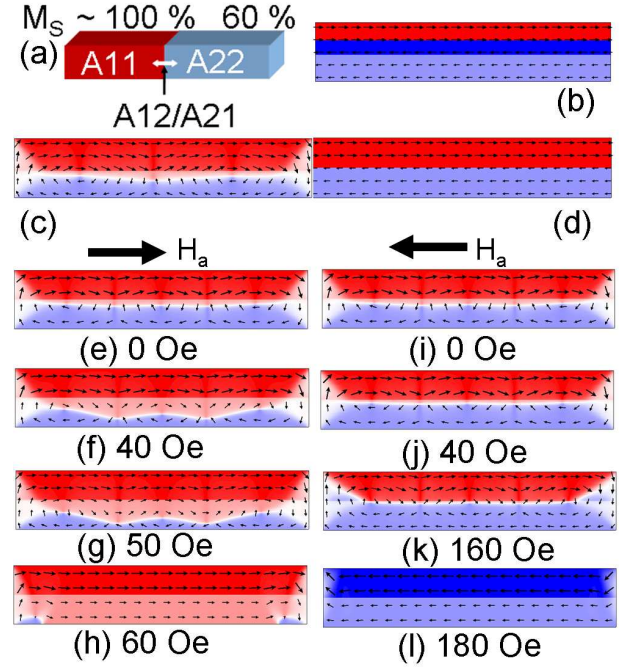 M_S ~ 100 % 60 %
(a) A11 A22
A12/A21
(b)
(c) (d)
H_a H_a
(e) 0 Oe (i) 0 Oe
(f) 40 Oe (j) 40 Oe
(g) 50 Oe (k) 160 Oe
(h) 60 Oe (l) 180 Oe